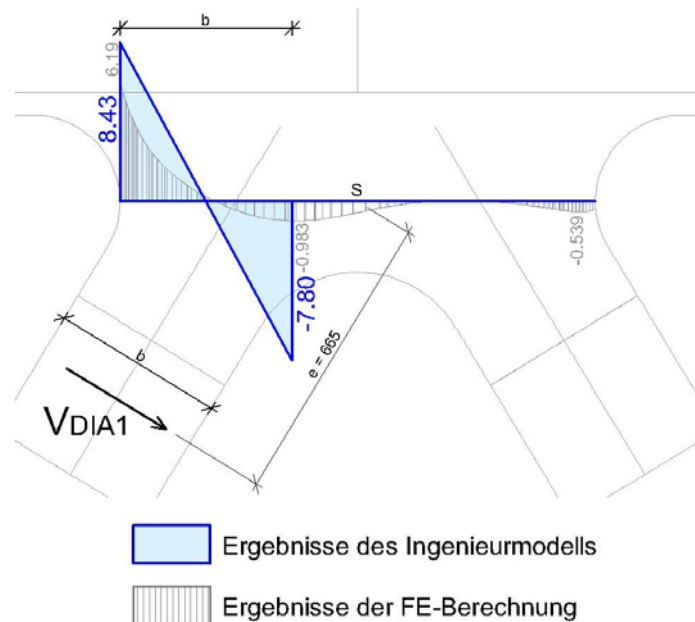 b
6.19
8.43
S
-0.983
-7.80
-0.539
e = 665
b
VDIA1
Ergebnisse des Ingenieurmodells
Ergebnisse der FE-Berechnung